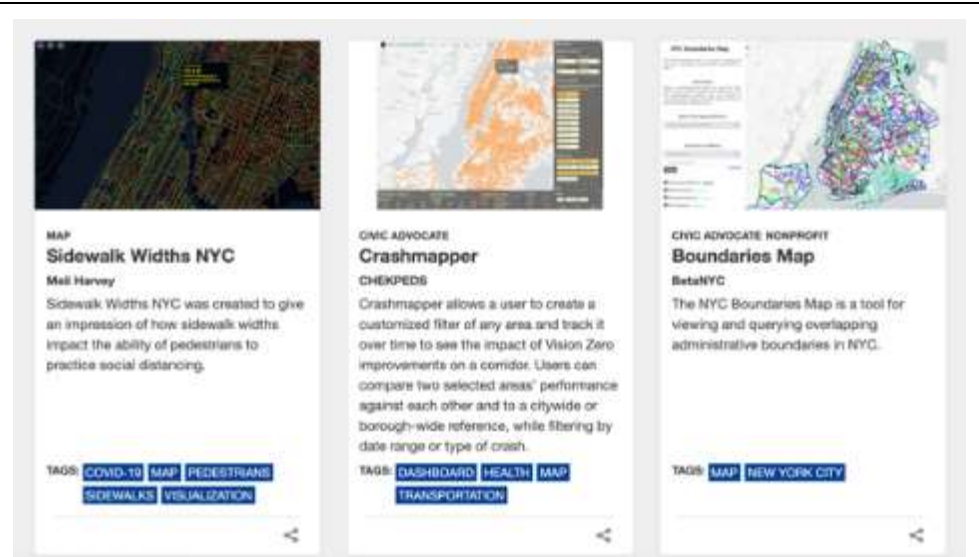 MAP
Sidewalk Widths NYC
Meli Harvey
Sidewalk Widths NYC was created to give
an impression of how sidewalk widths
impact the ability of pedestrians to
practice social distancing.
TAGS: COVID-19 MAP PEDESTRIANS
SIDEWALKS VISUALIZATION
CIVIC ADVOCATE
Crashmapper
CHEKPEDS
Crashmapper allows a user to create a
customized filter of any area and track it
over time to see the impact of Vision Zero
improvements on a corridor. Users can
compare two selected areas' performance
against each other and to a citywide or
borough-wide reference, while filtering by
date range or type of crash.
TAGS: DASHBOARD HEALTH MAP
TRANSPORTATION
NYC Boundaries Map
CIVIC ADVOCATE NONPROFIT
Boundaries Map
BetaNYC
The NYC Boundaries Map is a tool for
viewing and querying overlapping
administrative boundaries in NYC.
TAGS: MAP NEW YORK CITY